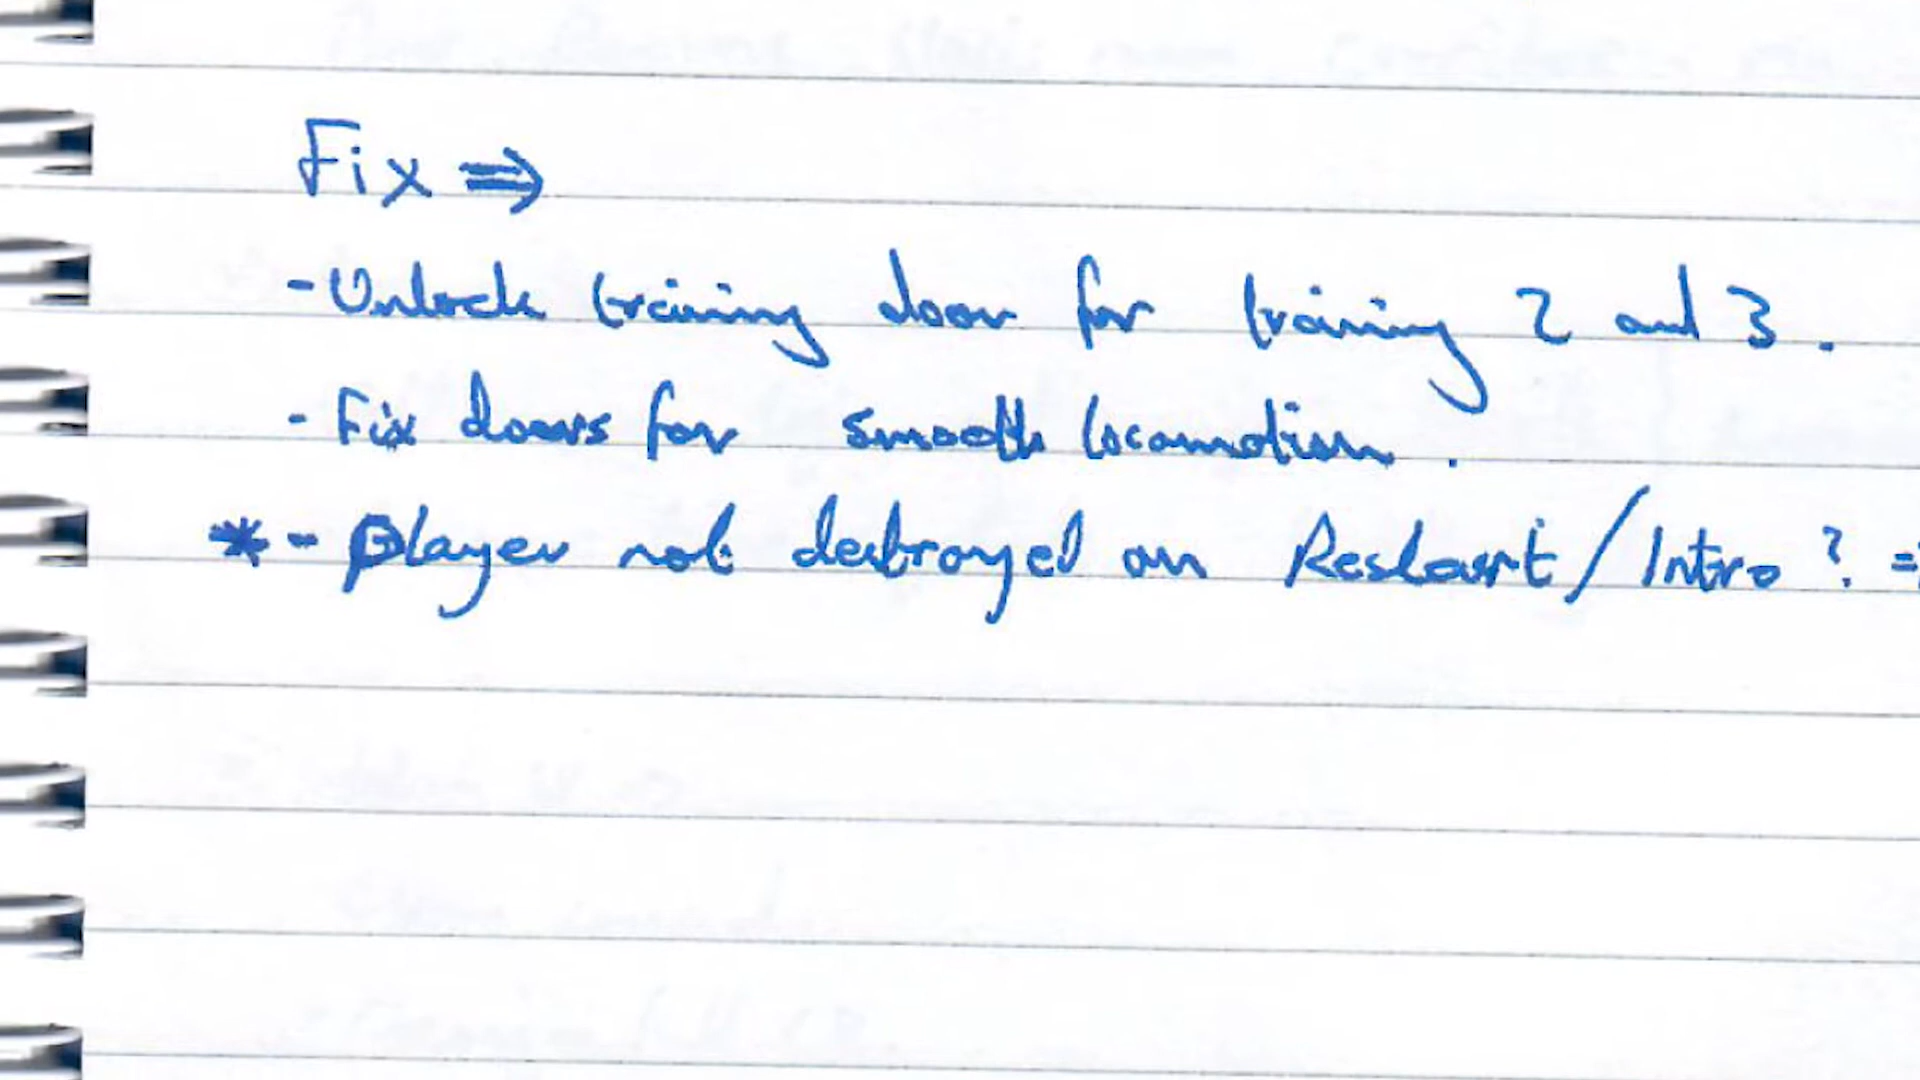 Fix ⇒
- Unlock training door for training 2 and 3.
- Fix doors for smooth locomotion.
* - Player not destroyed on Restart/Intro? =